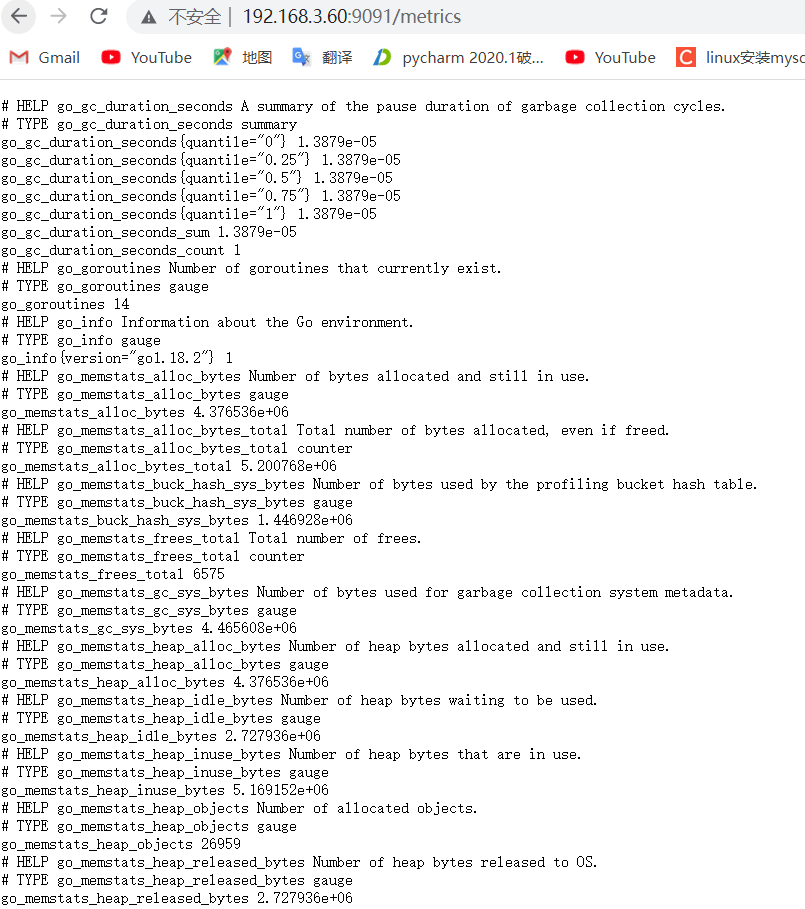 不安全 | 192.168.3.60:9091/metrics
Gmail YouTube 地图 翻译 pycharm 2020.1破... YouTube linux安装mysq
# HELP go_gc_duration_seconds A summary of the pause duration of garbage collection cycles.
# TYPE go_gc_duration_seconds summary
go_gc_duration_seconds{quantile="0"} 1.3879e-05
go_gc_duration_seconds{quantile="0.25"} 1.3879e-05
go_gc_duration_seconds{quantile="0.5"} 1.3879e-05
go_gc_duration_seconds{quantile="0.75"} 1.3879e-05
go_gc_duration_seconds{quantile="1"} 1.3879e-05
go_gc_duration_seconds_sum 1.3879e-05
go_gc_duration_seconds_count 1
# HELP go_goroutines Number of goroutines that currently exist.
# TYPE go_goroutines gauge
go_goroutines 14
# HELP go_info Information about the Go environment.
# TYPE go_info gauge
go_info{version="go1.18.2"} 1
# HELP go_memstats_alloc_bytes Number of bytes allocated and still in use.
# TYPE go_memstats_alloc_bytes gauge
go_memstats_alloc_bytes 4.376536e+06
# HELP go_memstats_alloc_bytes_total Total number of bytes allocated, even if freed.
# TYPE go_memstats_alloc_bytes_total counter
go_memstats_alloc_bytes_total 5.200768e+06
# HELP go_memstats_buck_hash_sys_bytes Number of bytes used by the profiling bucket hash table.
# TYPE go_memstats_buck_hash_sys_bytes gauge
go_memstats_buck_hash_sys_bytes 1.446928e+06
# HELP go_memstats_frees_total Total number of frees.
# TYPE go_memstats_frees_total counter
go_memstats_frees_total 6575
# HELP go_memstats_gc_sys_bytes Number of bytes used for garbage collection system metadata.
# TYPE go_memstats_gc_sys_bytes gauge
go_memstats_gc_sys_bytes 4.465608e+06
# HELP go_memstats_heap_alloc_bytes Number of heap bytes allocated and still in use.
# TYPE go_memstats_heap_alloc_bytes gauge
go_memstats_heap_alloc_bytes 4.376536e+06
# HELP go_memstats_heap_idle_bytes Number of heap bytes waiting to be used.
# TYPE go_memstats_heap_idle_bytes gauge
go_memstats_heap_idle_bytes 2.727936e+06
# HELP go_memstats_heap_inuse_bytes Number of heap bytes that are in use.
# TYPE go_memstats_heap_inuse_bytes gauge
go_memstats_heap_inuse_bytes 5.169152e+06
# HELP go_memstats_heap_objects Number of allocated objects.
# TYPE go_memstats_heap_objects gauge
go_memstats_heap_objects 26959
# HELP go_memstats_heap_released_bytes Number of heap bytes released to OS.
# TYPE go_memstats_heap_released_bytes gauge
go_memstats_heap_released_bytes 2.727936e+06